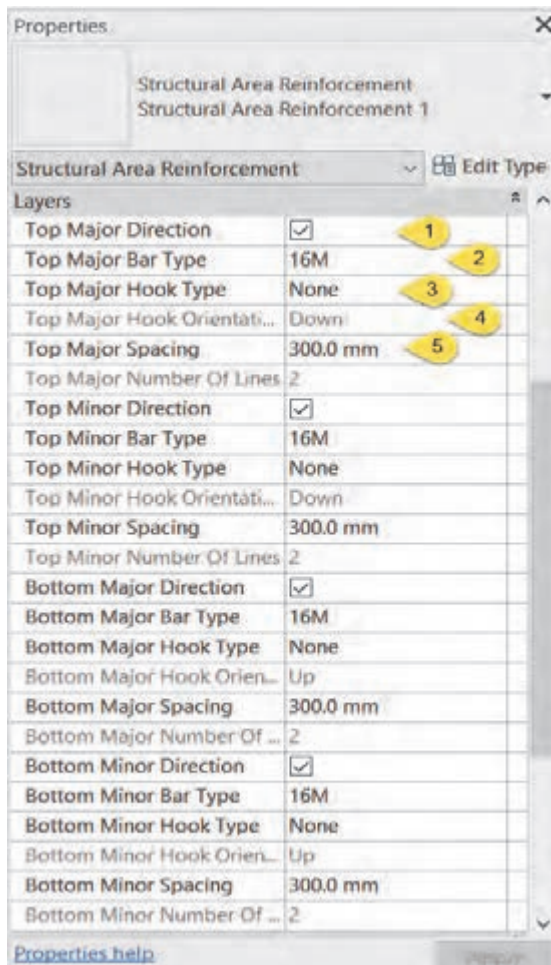 Properties
Structural Area Reinforcement
Structural Area Reinforcement 1
Structural Area Reinforcement Edit Type
Layers
Top Major Direction 1
Top Major Bar Type 16M 2
Top Major Hook Type None 3
Top Major Hook Orientati... Down 4
Top Major Spacing 300.0 mm 5
Top Major Number Of Lines 2
Top Minor Direction
Top Minor Bar Type 16M
Top Minor Hook Type None
Top Minor Hook Orientati... Down
Top Minor Spacing 300.0 mm
Top Minor Number Of Lines 2
Bottom Major Direction
Bottom Major Bar Type 16M
Bottom Major Hook Type None
Bottom Major Hook Orien... Up
Bottom Major Spacing 300.0 mm
Bottom Major Number Of ... 2
Bottom Minor Direction
Bottom Minor Bar Type 16M
Bottom Minor Hook Type None
Bottom Minor Hook Orien... Up
Bottom Minor Spacing 300.0 mm
Bottom Minor Number Of ... 2
Properties help